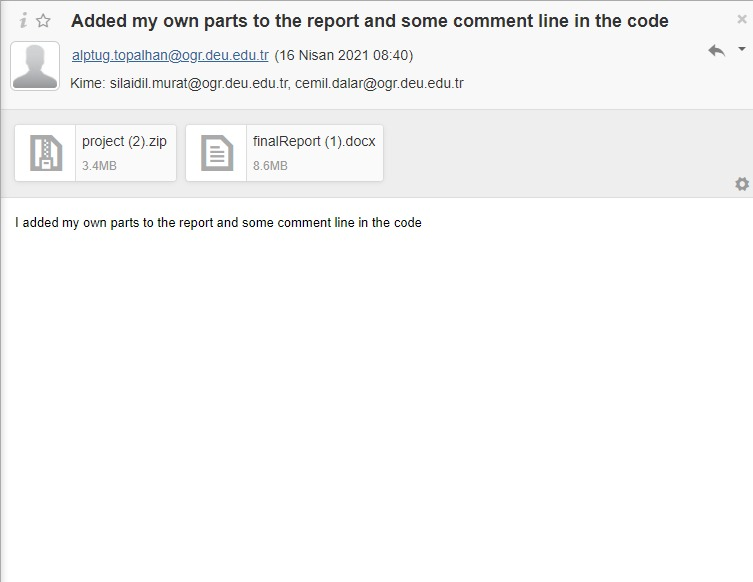 Added my own parts to the report and some comment line in the code
alptug.topalhan@ogr.deu.edu.tr (16 Nisan 2021 08:40)
Kime: silaidil.murat@ogr.deu.edu.tr, cemil.dalar@ogr.deu.edu.tr
project (2).zip
3.4MB
finalReport (1).docx
8.6MB
I added my own parts to the report and some comment line in the code